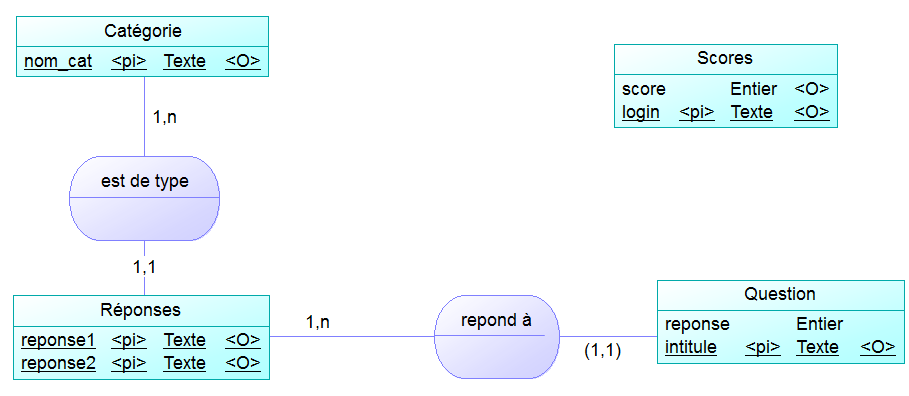 Catégorie
nom_cat <pi> Texte <O>
Scores
score Entier <O>
login <pi> Texte <O>
1,n
est de type
1,1
Réponses
reponse1 <pi> Texte <O>
reponse2 <pi> Texte <O>
1,n
repond à
(1,1)
Question
reponse Entier
intitule <pi> Texte <O>